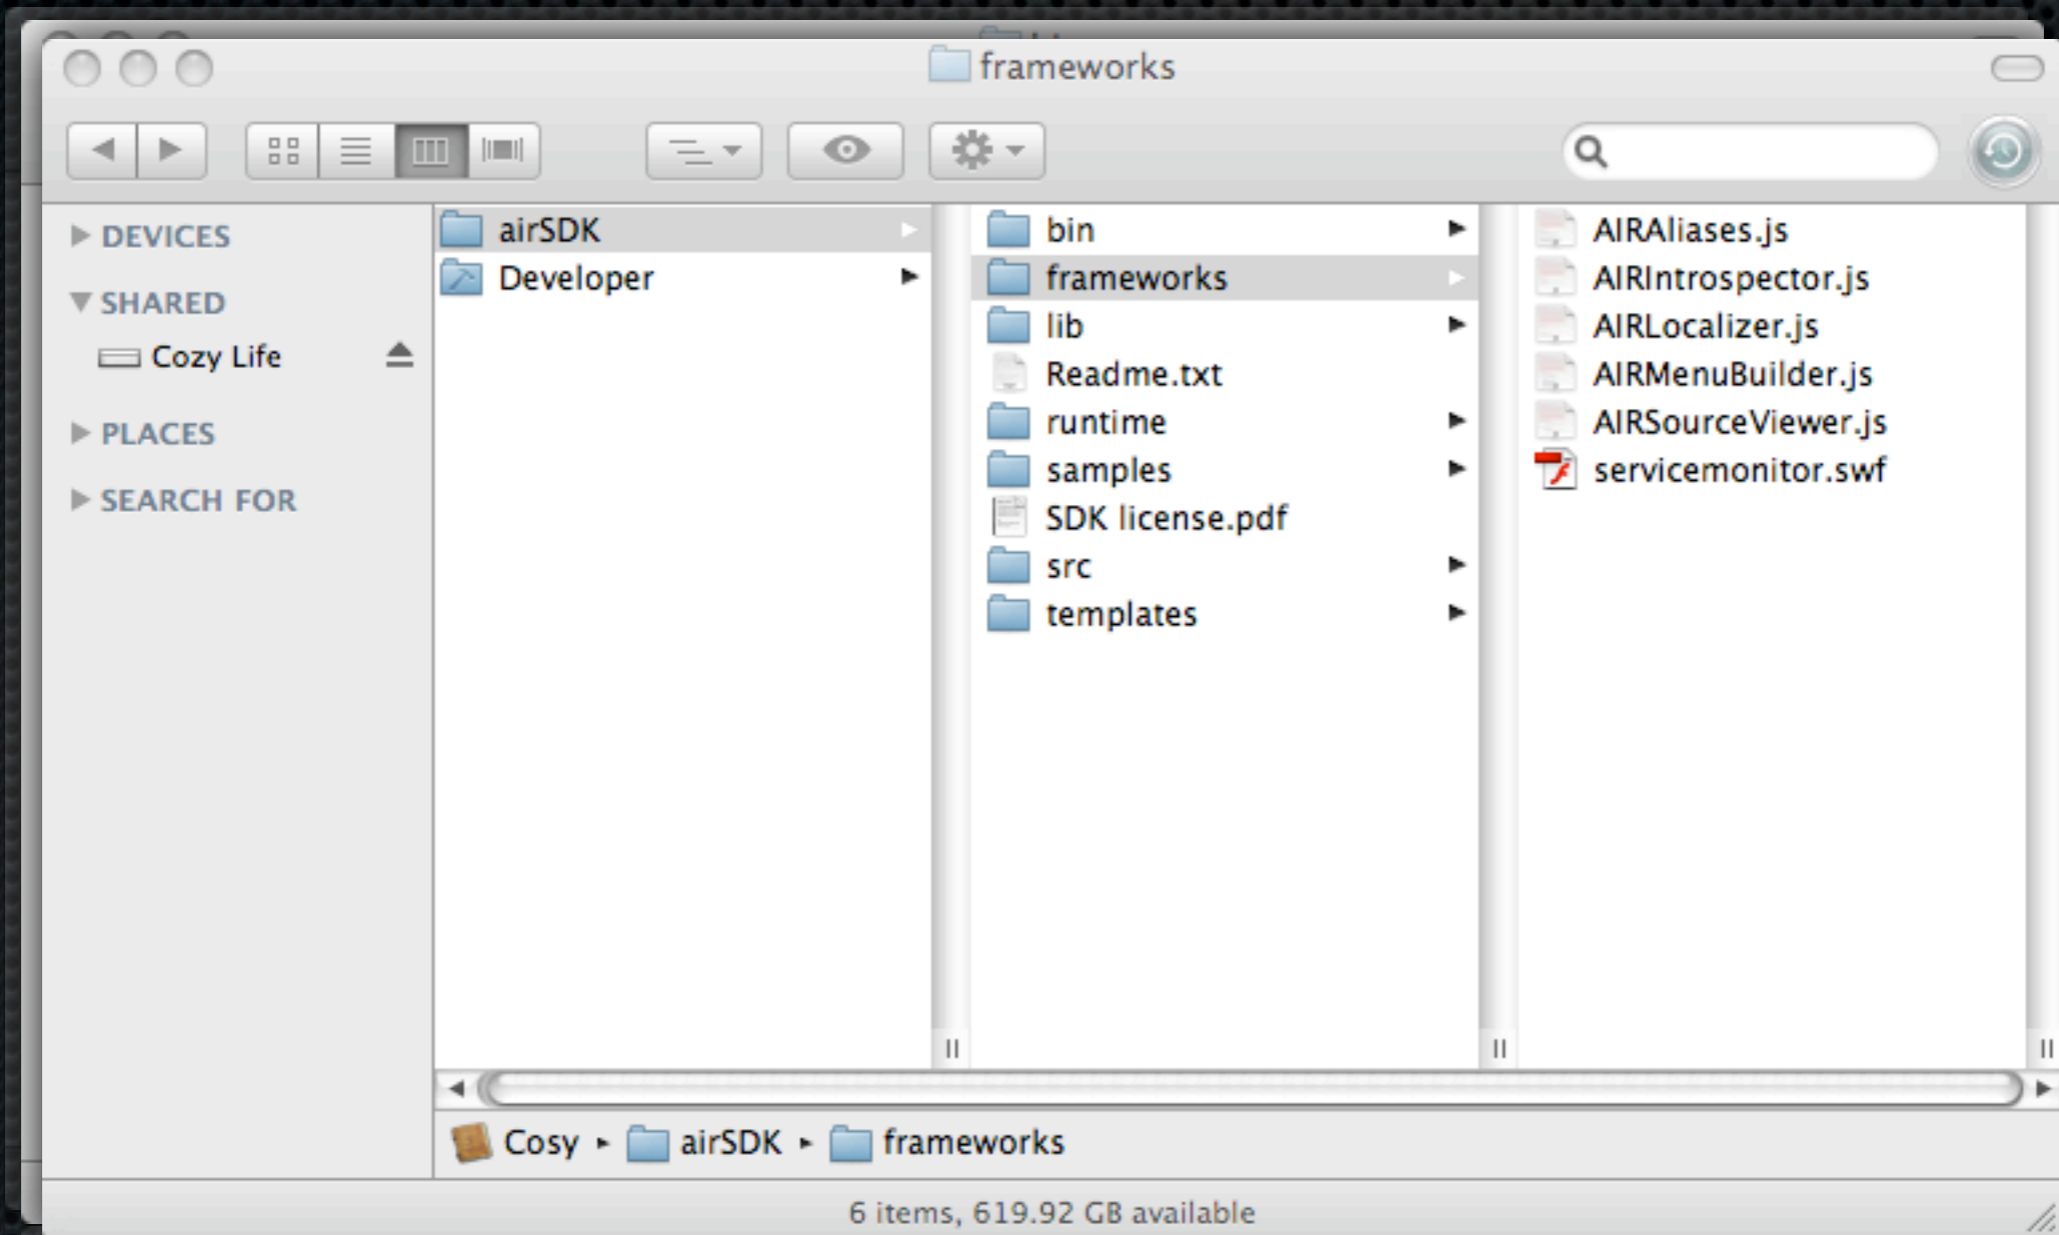 frameworks
DEVICES
SHARED
Cozy Life
PLACES
SEARCH FOR
airSDK
Developer
bin
frameworks
lib
Readme.txt
runtime
samples
SDK license.pdf
src
templates
AIRAliases.js
AIRIntrospector.js
AIRLocalizer.js
AIRMenuBuilder.js
AIRSourceViewer.js
servicemonitor.swf
Cosy ▸ airSDK ▸ frameworks
6 items, 619.92 GB available